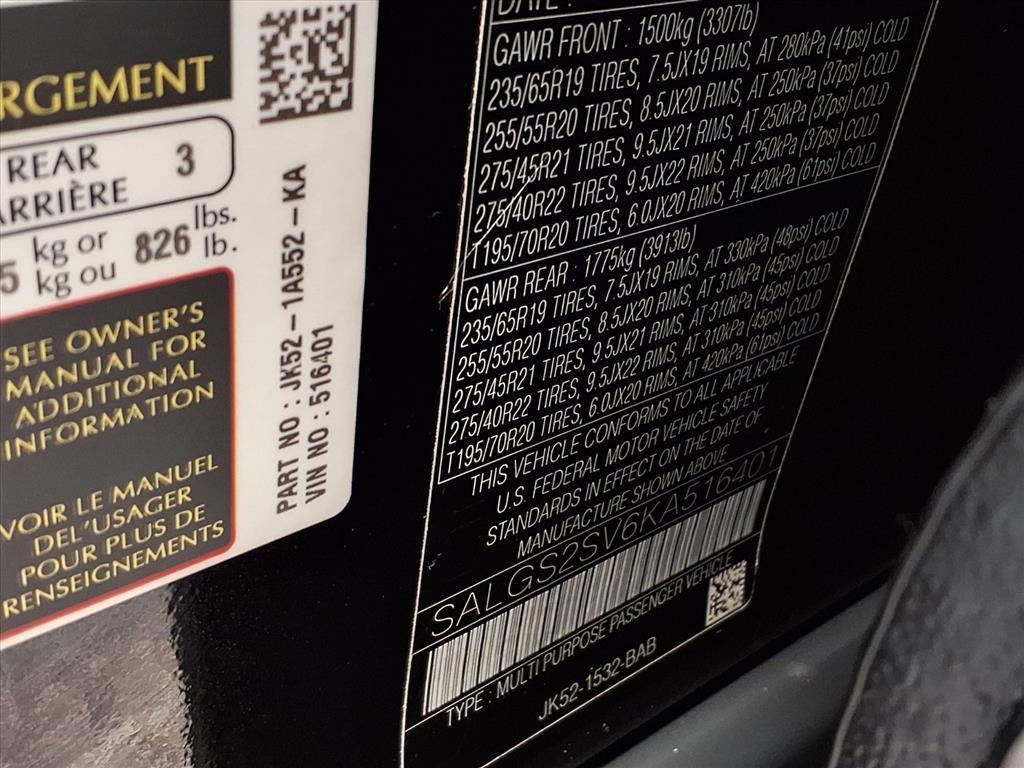 RGEMENT
REAR 3
ARRIÈRE
5 kg or 826 lbs.
kg ou lb.
SEE OWNER'S
MANUAL FOR
ADDITIONAL
INFORMATION
VOIR LE MANUEL
DEL'USAGER
POUR PLUS DE
RENSEIGNEMENTS
PART NO : JK52-1A552-KA
VIN NO : 516401
DATE :
GAWR FRONT : 1500kg (3307lb)
235/65R19 TIRES, 7.5JX19 RIMS, AT 280kPa (41psi) COLD
255/55R20 TIRES, 8.5JX20 RIMS, AT 250kPa (37psi) COLD
275/45R21 TIRES, 9.5JX21 RIMS, AT 250kPa (37psi) COLD
275/40R22 TIRES, 9.5JX22 RIMS, AT 250kPa (37psi) COLD
T195/70R20 TIRES, 6.0JX20 RIMS, AT 420kPa (61psi) COLD
GAWR REAR : 1775kg (3913lb)
235/65R19 TIRES, 7.5JX19 RIMS, AT 330kPa (48psi) COLD
255/55R20 TIRES, 8.5JX20 RIMS, AT 310kPa (45psi) COLD
275/45R21 TIRES, 9.5JX21 RIMS, AT 310kPa (45psi) COLD
275/40R22 TIRES, 9.5JX22 RIMS, AT 310kPa (45psi) COLD
T195/70R20 TIRES, 6.0JX20 RIMS, AT 420kPa (61psi) COLD
THIS VEHICLE CONFORMS TO ALL APPLICABLE
U.S. FEDERAL MOTOR VEHICLE SAFETY
STANDARDS IN EFFECT ON THE DATE OF
MANUFACTURE SHOWN ABOVE
SALGS2SV6KA516401
TYPE : MULTI PURPOSE PASSENGER VEHICLE
JK52-1532-BAB